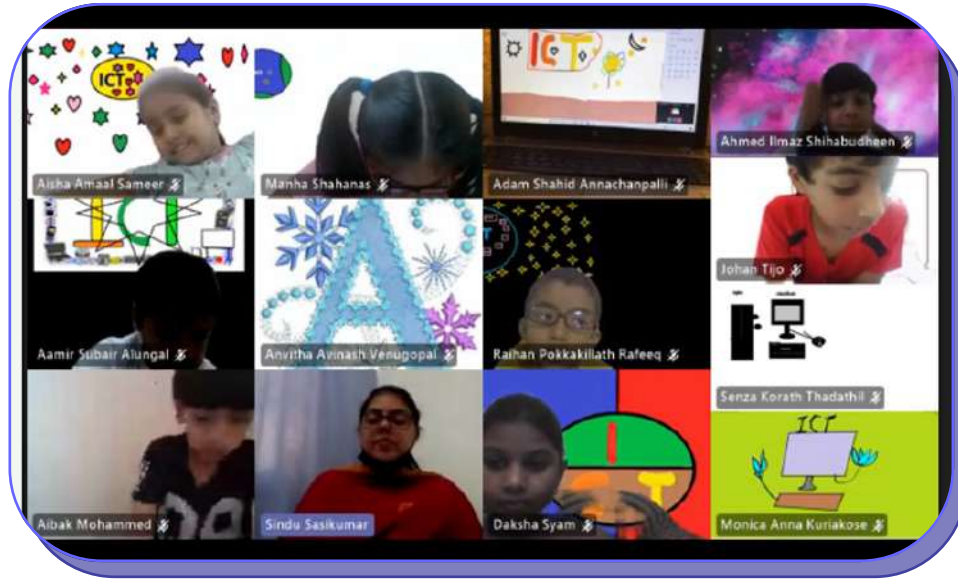 ICT
Aisha Amaal Sameer
Manha Shahanas
ICT
Adam Shahid Annachanpalli
Ahmed Ilmaz Shihabudheen
ICT
Aamir Subair Alungal
A
Anvitha Avinash Venugopal
Raihan Pokkakillath Rafeeq
Johan Tijo
Senza Korath Thadathil
Aibak Mohammed
Sindu Sasikumar
I
T
Daksha Syam
ICT
Monica Anna Kuriakose